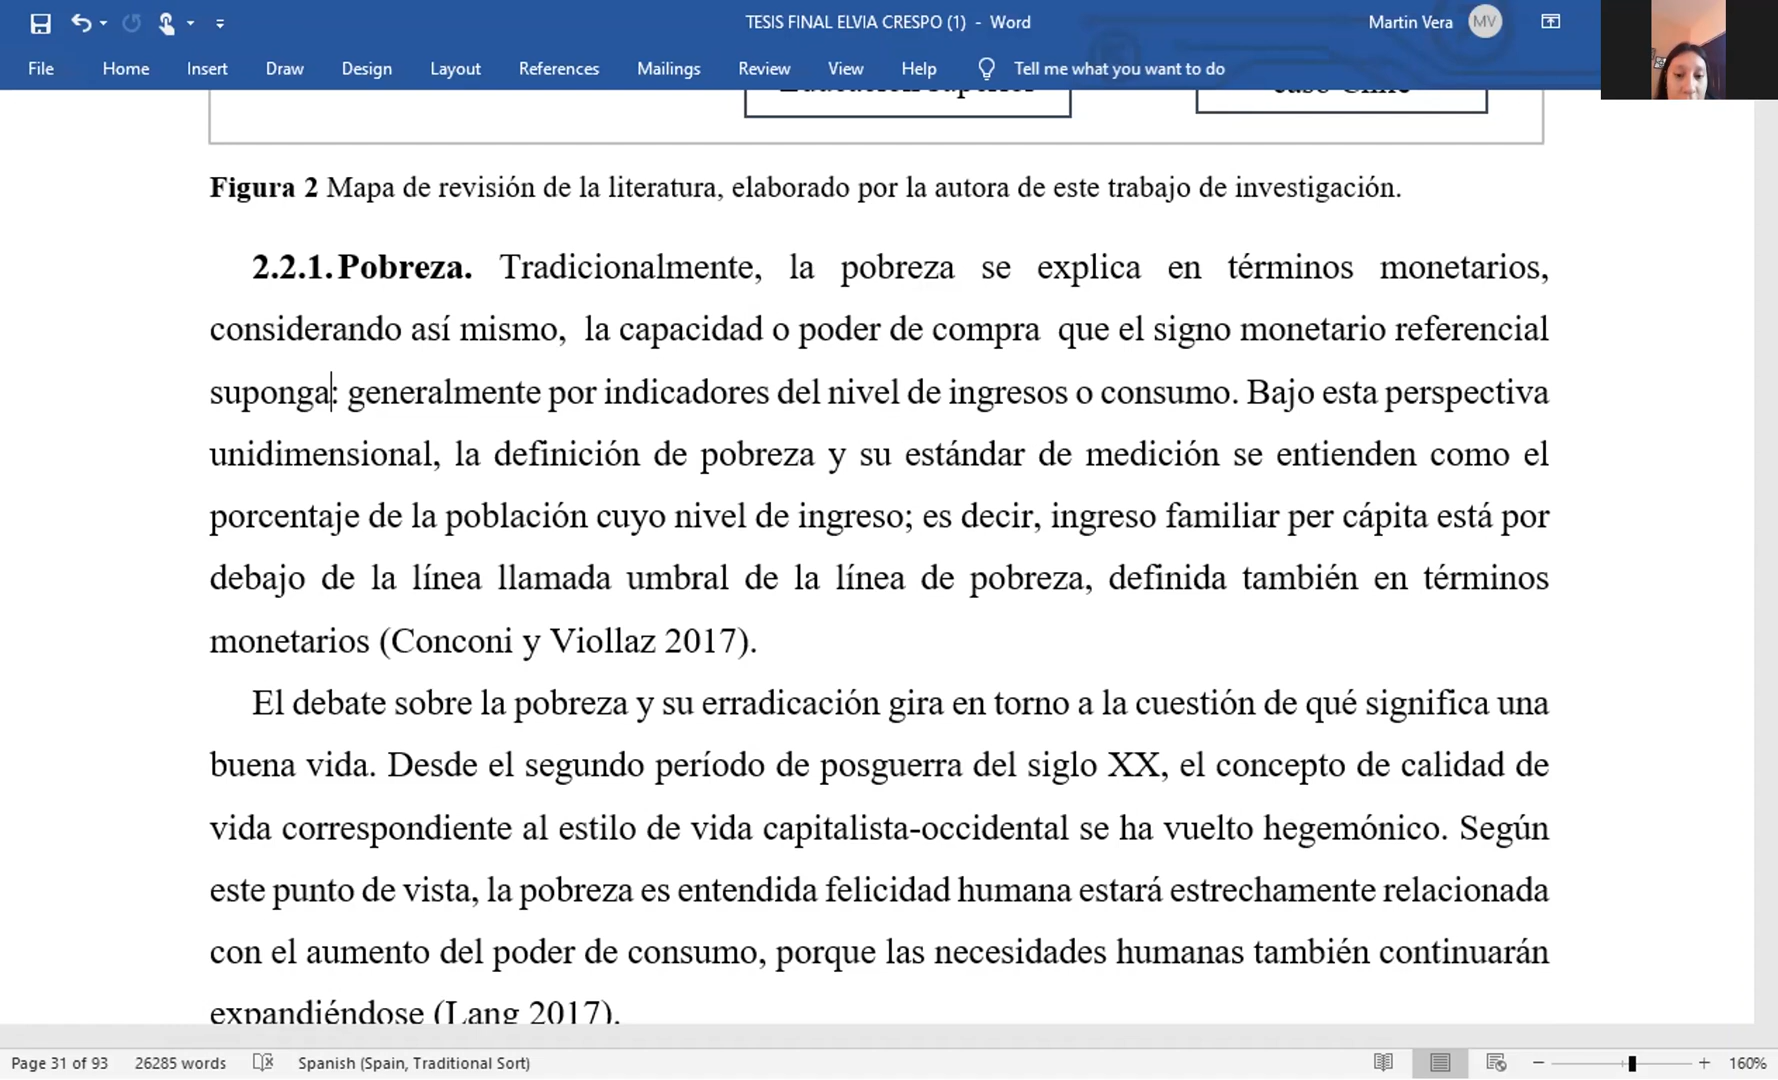 TESIS FINAL ELVIA CRESPO (1) - Word
Martin Vera MV
File Home Insert Draw Design Layout References Mailings Review View Help Tell me what you want to do
Educación Superior
caso Chile
Figura 2 Mapa de revisión de la literatura, elaborado por la autora de este trabajo de investigación.
2.2.1. Pobreza. Tradicionalmente, la pobreza se explica en términos monetarios,
considerando así mismo, la capacidad o poder de compra que el signo monetario referencial
suponga: generalmente por indicadores del nivel de ingresos o consumo. Bajo esta perspectiva
unidimensional, la definición de pobreza y su estándar de medición se entienden como el
porcentaje de la población cuyo nivel de ingreso; es decir, ingreso familiar per cápita está por
debajo de la línea llamada umbral de la línea de pobreza, definida también en términos
monetarios (Conconi y Viollaz 2017).
El debate sobre la pobreza y su erradicación gira en torno a la cuestión de qué significa una
buena vida. Desde el segundo período de posguerra del siglo XX, el concepto de calidad de
vida correspondiente al estilo de vida capitalista-occidental se ha vuelto hegemónico. Según
este punto de vista, la pobreza es entendida felicidad humana estará estrechamente relacionada
con el aumento del poder de consumo, porque las necesidades humanas también continuarán
expandiéndose (Lang 2017).
Page 31 of 93 26285 words Spanish (Spain, Traditional Sort) 160%